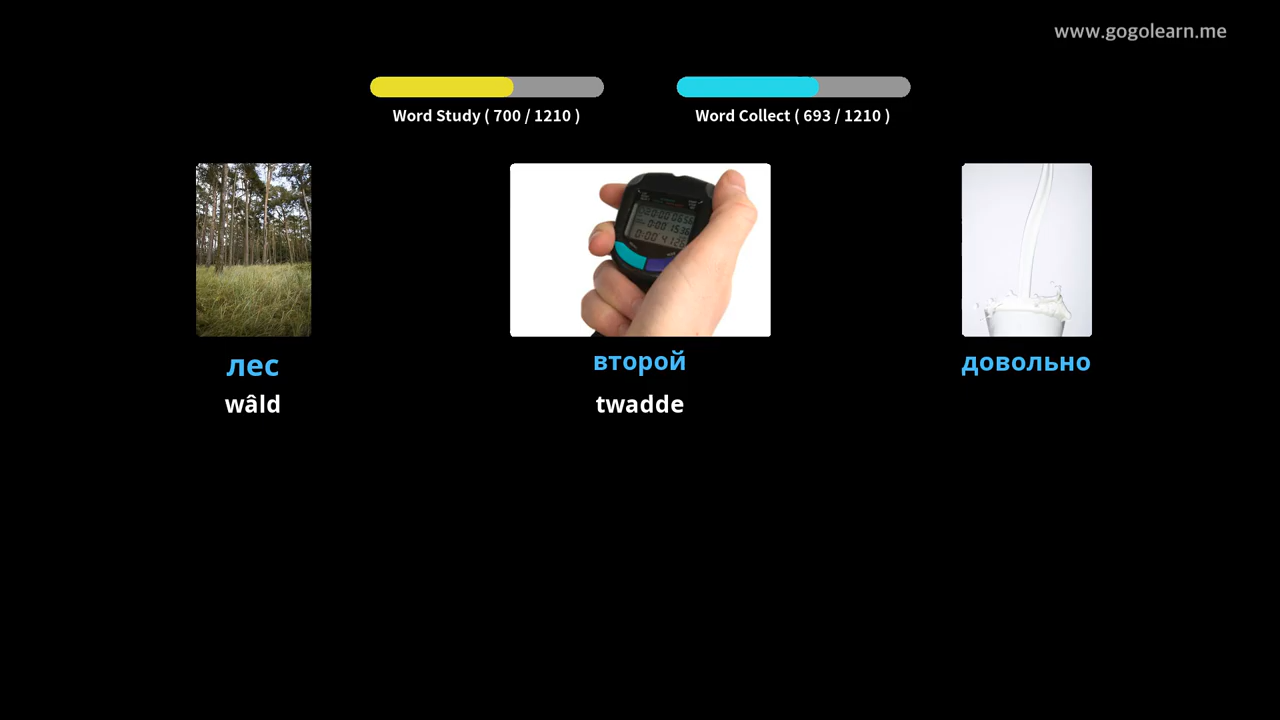 www.gogolearn.me
Word Study ( 700 / 1210 )
Word Collect ( 693 / 1210 )
лес
второй
довольно
wâld
twadde